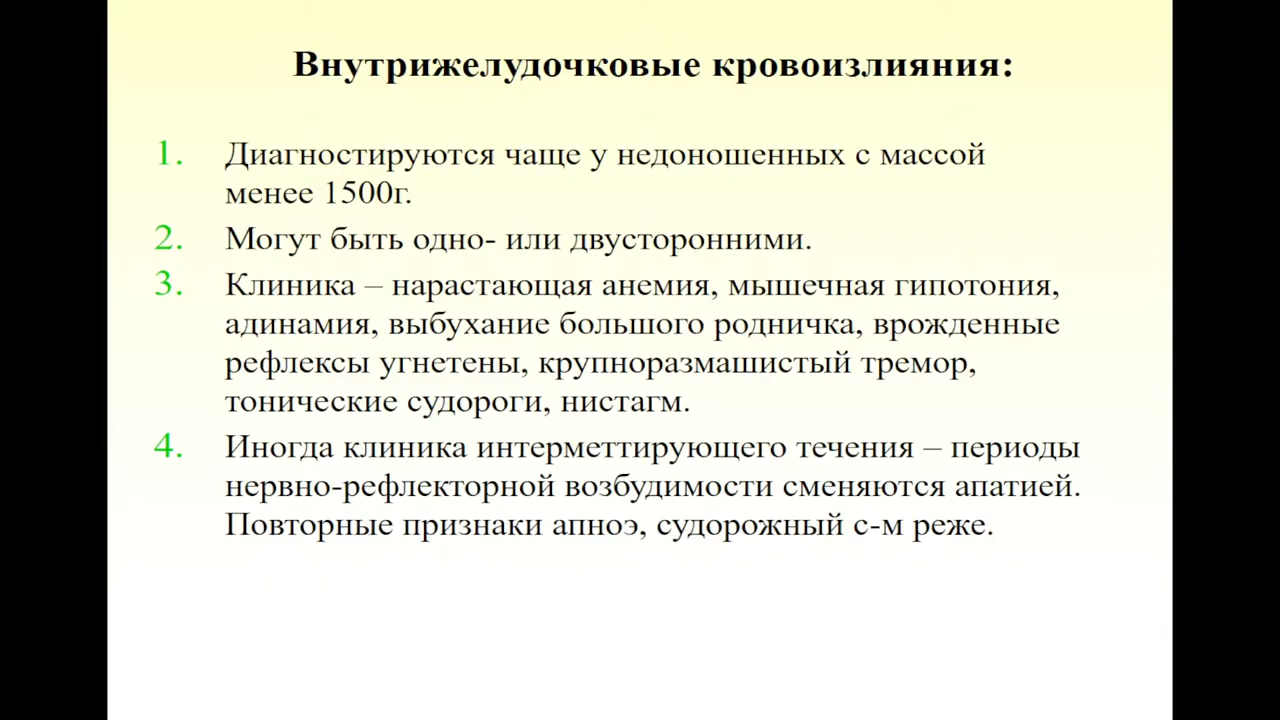 Внутрижелудочковые кровоизлияния:
1. Диагностируются чаще у недоношенных с массой
менее 1500г.
2. Могут быть одно- или двусторонними.
3. Клиника – нарастающая анемия, мышечная гипотония,
адинамия, выбухание большого родничка, врожденные
рефлексы угнетены, крупноразмашистый тремор,
тонические судороги, нистагм.
4. Иногда клиника интерметтирующего течения – периоды
нервно-рефлекторной возбудимости сменяются апатией.
Повторные признаки апноэ, судорожный с-м реже.